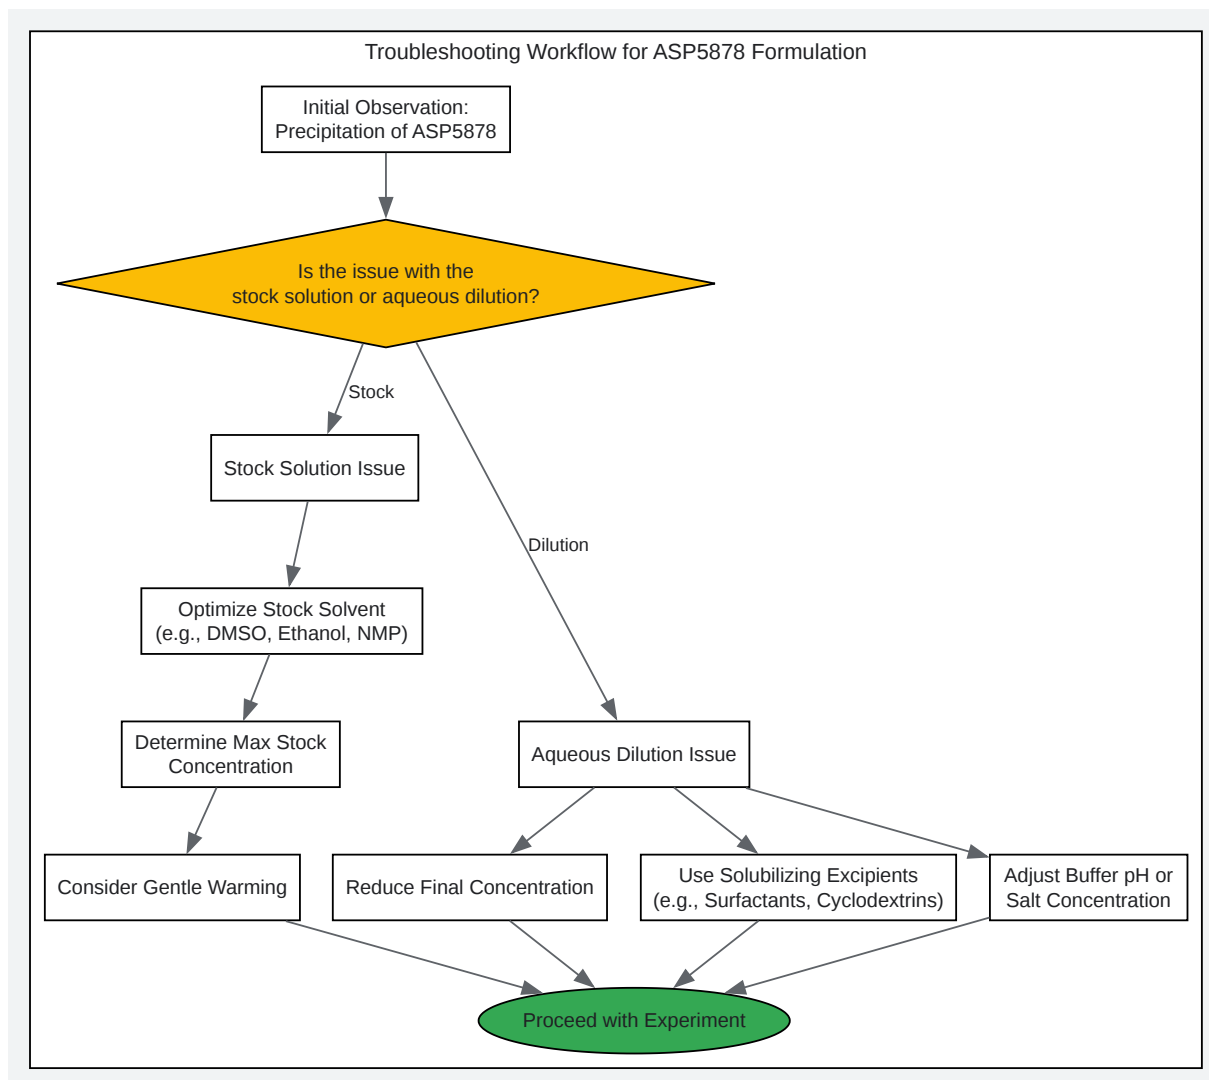 Troubleshooting Workflow for ASP5878 Formulation
Initial Observation:
Precipitation of ASP5878
Is the issue with the
stock solution or aqueous dilution?
Stock
Stock Solution Issue
Dilution
Optimize Stock Solvent
(e.g., DMSO, Ethanol, NMP)
Determine Max Stock
Concentration
Aqueous Dilution Issue
Consider Gentle Warming
Reduce Final Concentration
Use Solubilizing Excipients
(e.g., Surfactants, Cyclodextrins)
Adjust Buffer pH or
Salt Concentration
Proceed with Experiment